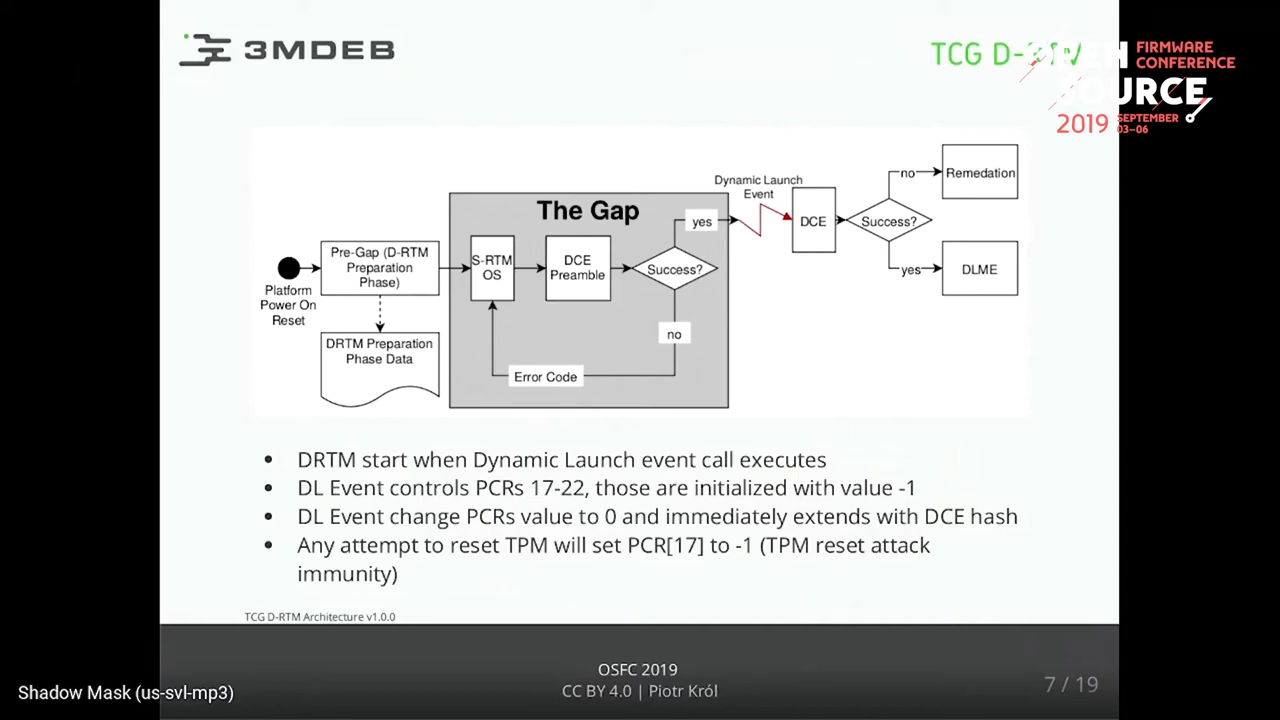 3MDEB
TCG D-RTM
OPEN
SOURCE
FIRMWARE
CONFERENCE
2019
SEPTEMBER
03–06
Platform
Power On
Reset
Pre-Gap (D-RTM
Preparation
Phase)
DRTM Preparation
Phase Data
The Gap
S-RTM
OS
DCE
Preamble
Success?
yes
no
Error Code
Dynamic Launch
Event
DCE
Success?
no
Remedation
yes
DLME
• DRTM start when Dynamic Launch event call executes
• DL Event controls PCRs 17-22, those are initialized with value -1
• DL Event change PCRs value to 0 and immediately extends with DCE hash
• Any attempt to reset TPM will set PCR[17] to -1 (TPM reset attack
immunity)
TCG D-RTM Architecture v1.0.0
OSFC 2019
CC BY 4.0 | Piotr Król
7 / 19
Shadow Mask (us-svl-mp3)